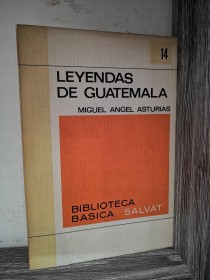 14
LEYENDAS
DE GUATEMALA
MIGUEL ANGEL ASTURIAS
BIBLIOTECA
BASICA SALVAT